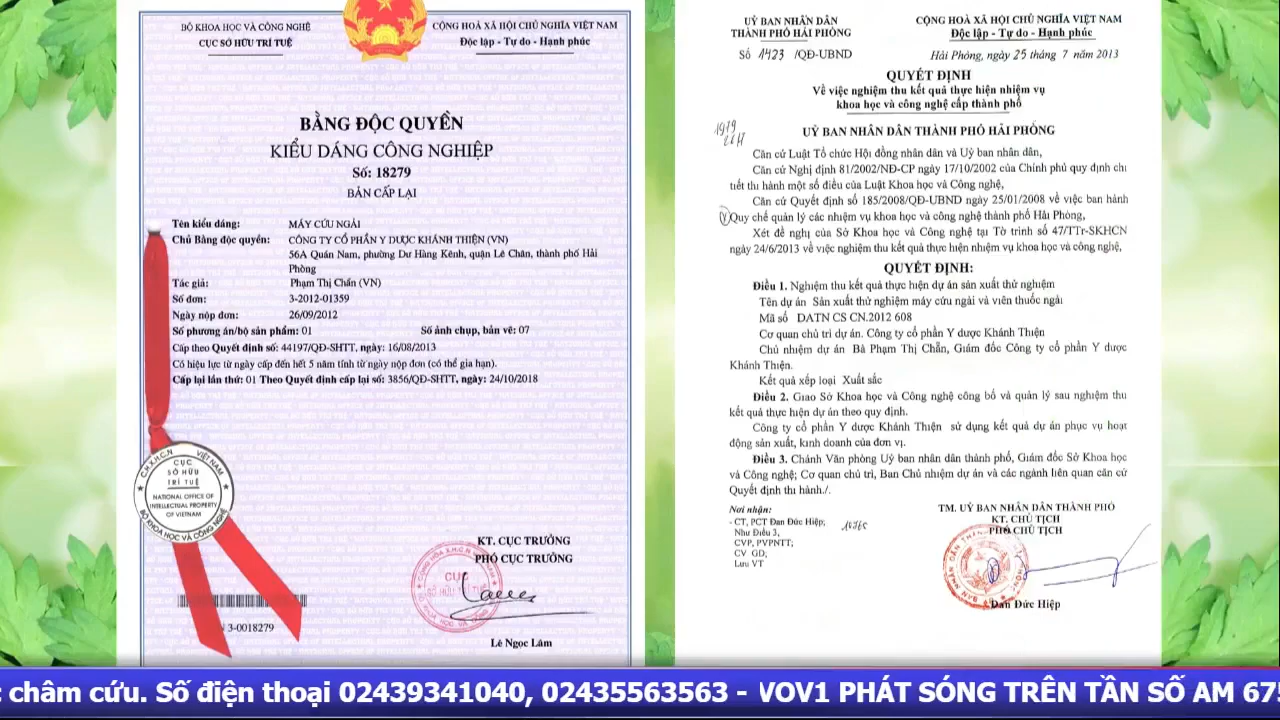 BỘ KHOA HỌC VÀ CÔNG NGHỆ
CỤC SỞ HỮU TRÍ TUỆ
CỘNG HOÀ XÃ HỘI CHỦ NGHĨA VIỆT NAM
Độc lập - Tự do - Hạnh phúc
BẰNG ĐỘC QUYỀN
KIỂU DÁNG CÔNG NGHIỆP
Số: 18279
BẢN CẤP LẠI
Tên kiểu dáng: MÁY CỨU NGẢI
Chủ Bằng độc quyền: CÔNG TY CỔ PHẦN Y DƯỢC KHÁNH THIỆN (VN)
56A Quán Nam, phường Dư Hàng Kênh, quận Lê Chân, thành phố Hải
Phòng
Tác giả: Phạm Thị Chấn (VN)
Số đơn: 3-2012-01359
Ngày nộp đơn: 26/09/2012
Số phương án/bộ sản phẩm: 01 Số ảnh chụp, bản vẽ: 07
Cấp theo Quyết định số: 44197/QĐ-SHTT, ngày: 16/08/2013
Có hiệu lực từ ngày cấp đến hết 5 năm tính từ ngày nộp đơn (có thể gia hạn).
Cấp lại lần thứ: 01 Theo Quyết định cấp lại số: 3856/QĐ-SHTT, ngày: 24/10/2018
CỤC
SỞ HỮU
TRÍ TUỆ
NATIONAL OFFICE OF
INTELLECTUAL PROPERTY
OF VIETNAM
BỘ KHOA HỌC VÀ CÔNG NGHỆ
3-0018279
KT. CỤC TRƯỞNG
PHÓ CỤC TRƯỞNG
Lê Ngọc Lâm
UỶ BAN NHÂN DÂN
THÀNH PHỐ HẢI PHÒNG
Số 1423 /QĐ-UBND
CỘNG HOÀ XÃ HỘI CHỦ NGHĨA VIỆT NAM
Độc lập - Tự do - Hạnh phúc
Hải Phòng, ngày 25 tháng 7 năm 2013
QUYẾT ĐỊNH
Về việc nghiệm thu kết quả thực hiện nhiệm vụ
khoa học và công nghệ cấp thành phố
UỶ BAN NHÂN DÂN THÀNH PHỐ HẢI PHÒNG
Căn cứ Luật Tổ chức Hội đồng nhân dân và Uỷ ban nhân dân,
Căn cứ Nghị định 81/2002/NĐ-CP ngày 17/10/2002 của Chính phủ quy định chi
tiết thi hành một số điều của Luật Khoa học và Công nghệ,
Căn cứ Quyết định số 185/2008/QĐ-UBND ngày 25/01/2008 về việc ban hành
Quy chế quản lý các nhiệm vụ khoa học và công nghệ thành phố Hải Phòng,
Xét đề nghị của Sở Khoa học và Công nghệ tại Tờ trình số 47/TTr-SKHCN
ngày 24/6/2013 về việc nghiệm thu kết quả thực hiện nhiệm vụ khoa học và công nghệ,
QUYẾT ĐỊNH:
Điều 1. Nghiệm thu kết quả thực hiện dự án sản xuất thử nghiệm
Tên dự án Sản xuất thử nghiệm máy cứu ngải và viên thuốc ngải
Mã số DATN CS CN.2012 608
Cơ quan chủ trì dự án. Công ty cổ phần Y dược Khánh Thiện
Chủ nhiệm dự án Bà Phạm Thị Chấn, Giám đốc Công ty cổ phần Y dược
Khánh Thiện.
Kết quả xếp loại Xuất sắc
Điều 2. Giao Sở Khoa học và Công nghệ công bố và quản lý sau nghiệm thu
kết quả thực hiện dự án theo quy định.
Công ty cổ phần Y dược Khánh Thiện sử dụng kết quả dự án phục vụ hoạt
động sản xuất, kinh doanh của đơn vị.
Điều 3. Chánh Văn phòng Uỷ ban nhân dân thành phố, Giám đốc Sở Khoa học
và Công nghệ; Cơ quan chủ trì, Ban Chủ nhiệm dự án và các ngành liên quan căn cứ
Quyết định thi hành./.
Nơi nhận:
- CT, PCT Đan Đức Hiệp;
Như Điều 3,
CVP, PVPNTT;
CV GD;
Lưu VT
TM. UỶ BAN NHÂN DÂN THÀNH PHỐ
KT. CHỦ TỊCH
PHÓ CHỦ TỊCH
Đan Đức Hiệp
châm cứu. Số điện thoại 02439341040, 02435563563 - VOV1 PHÁT SÓNG TRÊN TẦN SỐ AM 67